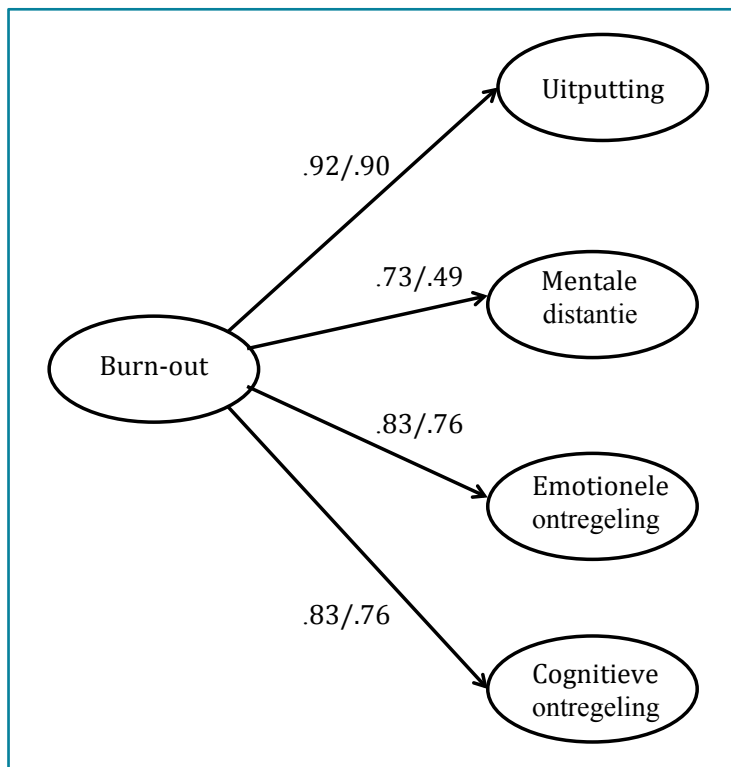 Uitputting
.92/.90
.73/.49
Mentale
distantie
Burn-out
.83/.76
Emotionele
ontregeling
.83/.76
Cognitieve
ontregeling